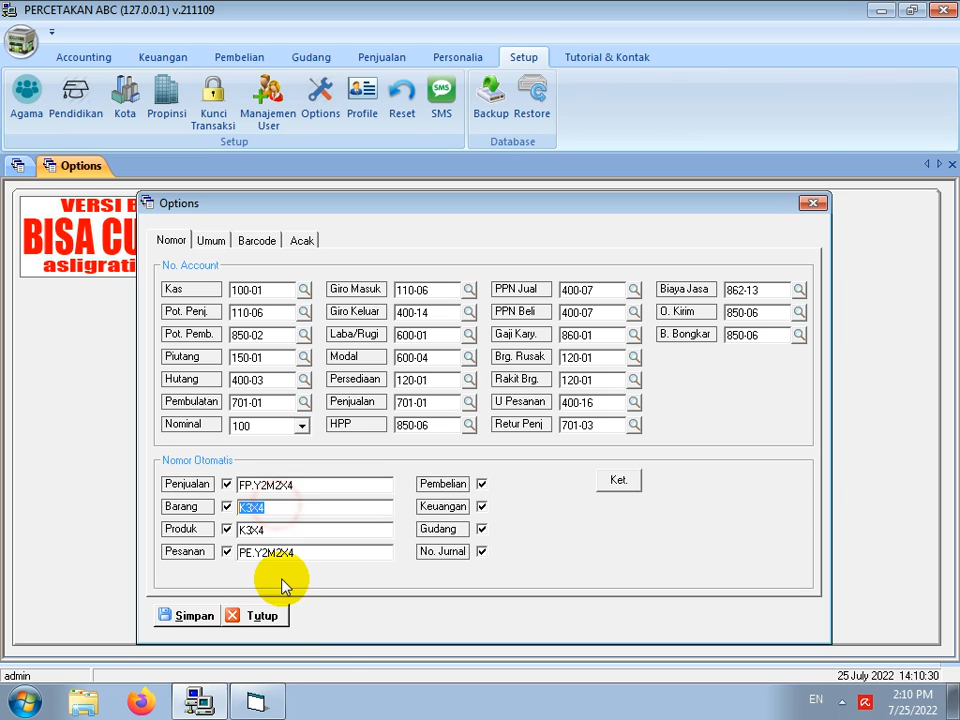 PERCETAKAN ABC (127.0.0.1) v.211109
Accounting Keuangan Pembelian Gudang Penjualan Personalia Setup Tutorial & Kontak
Agama Pendidikan Kota Propinsi Kunci Transaksi Manajemen User Options Profile Reset SMS Backup Restore
Setup Database
Options
VERSI B
BISA CU
asligrati
Options
Nomor Umum Barcode Acak
No. Account
Kas 100-01 Giro Masuk 110-06 PPN Jual 400-07 Biaya Jasa 862-13
Pot. Penj. 110-06 Giro Keluar 400-14 PPN Beli 400-07 O. Kirim 850-06
Pot. Pemb. 850-02 Laba/Rugi 600-01 Gaji Kary. 860-01 B. Bongkar 850-06
Piutang 150-01 Modal 600-04 Brg. Rusak 120-01
Hutang 400-03 Persediaan 120-01 Rakit Brg. 120-01
Pembulatan 701-01 Penjualan 701-01 U Pesanan 400-16
Nominal 100 HPP 850-06 Retur Penj 701-03
Nomor Otomatis
Penjualan FP.Y2M2X4 Pembelian Ket.
Barang K3X4 Keuangan
Produk K3X4 Gudang
Pesanan PE.Y2M2X4 No. Jurnal
Simpan Tutup
admin 25 July 2022 14:10:30
EN 2:10 PM
7/25/2022